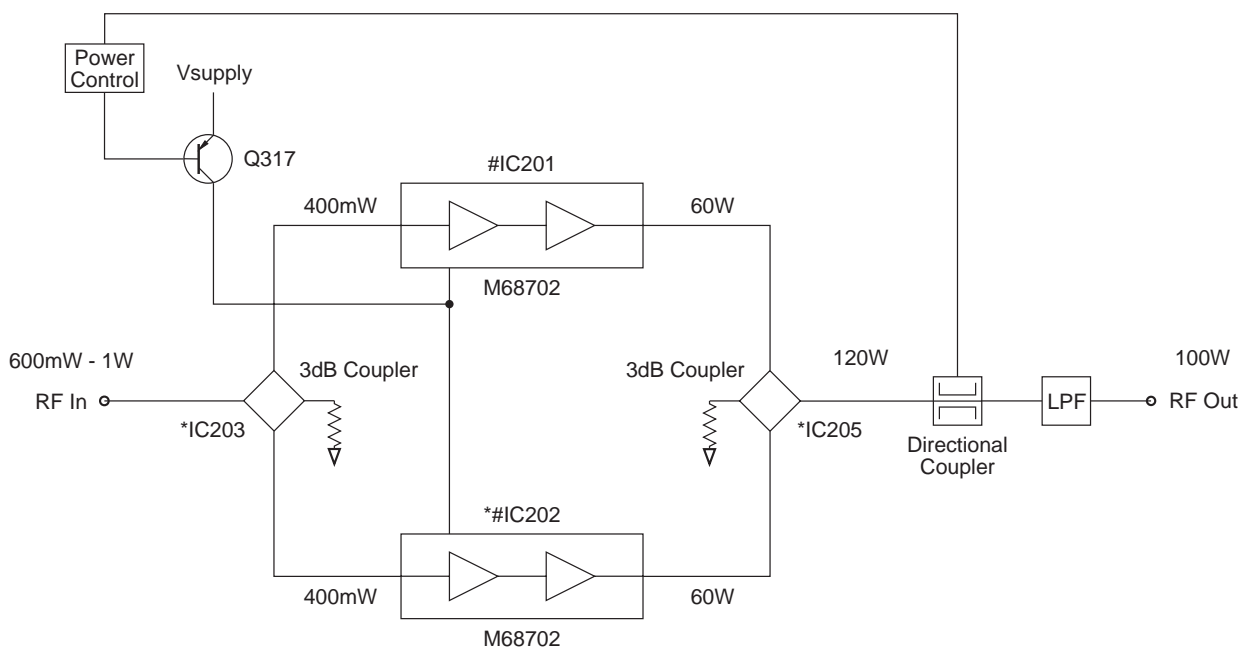 Power
Control
Vsupply
Q317
#IC201
400mW
60W
M68702
600mW - 1W
3dB Coupler
3dB Coupler
120W
100W
RF In
LPF
RF Out
*IC203
*IC205
Directional
Coupler
*#IC202
400mW
60W
M68702